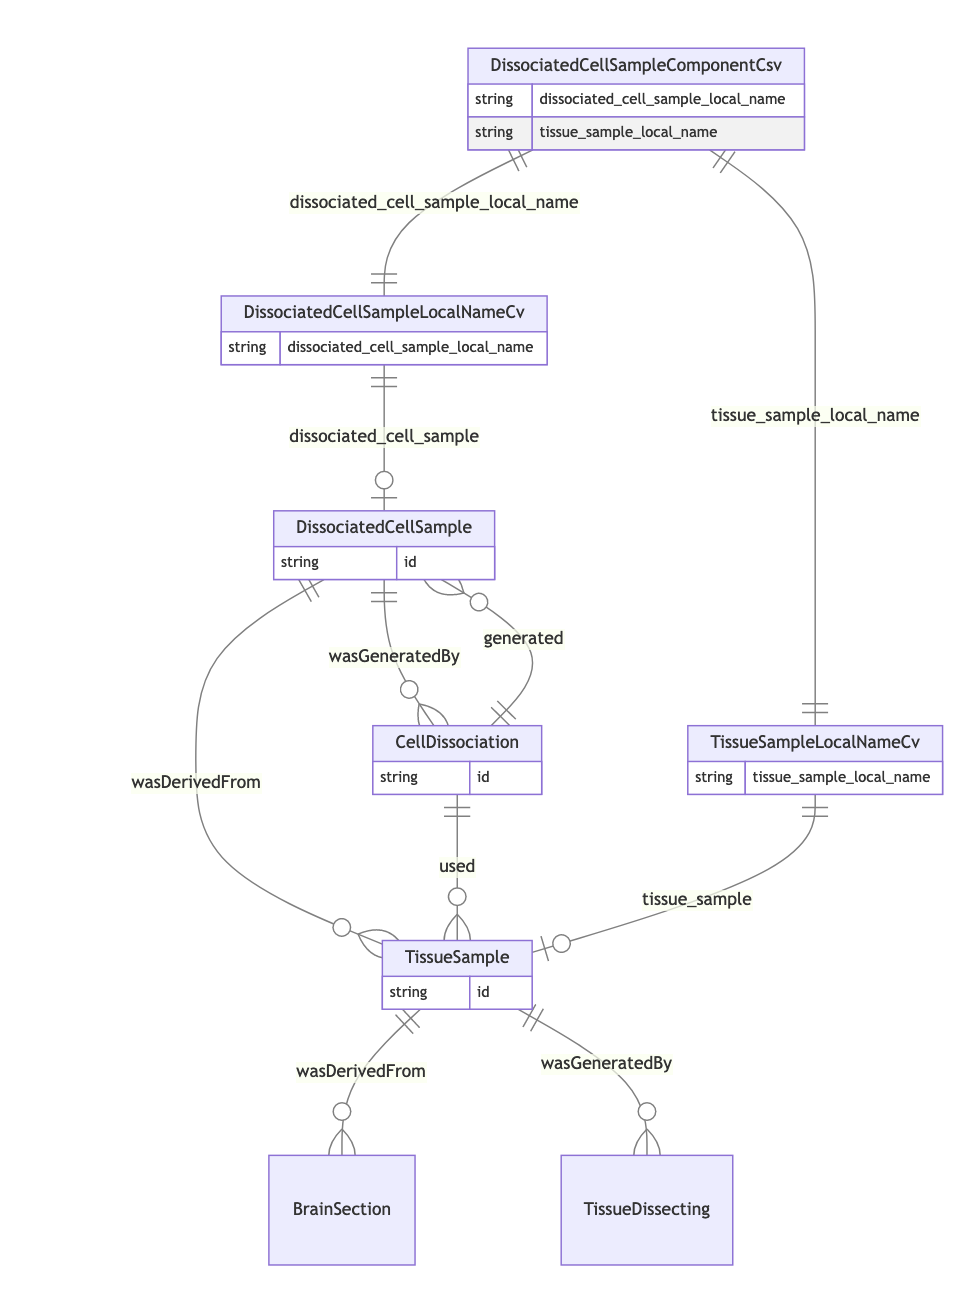 DissociatedCellSampleComponentCsv
string dissociated_cell_sample_local_name
string tissue_sample_local_name
dissociated_cell_sample_local_name
DissociatedCellSampleLocalNameCv
string dissociated_cell_sample_local_name
tissue_sample_local_name
dissociated_cell_sample
DissociatedCellSample
string id
generated
wasGeneratedBy
CellDissociation
string id
TissueSampleLocalNameCv
string tissue_sample_local_name
wasDerivedFrom
used
tissue_sample
TissueSample
string id
wasDerivedFrom
wasGeneratedBy
BrainSection
TissueDissecting